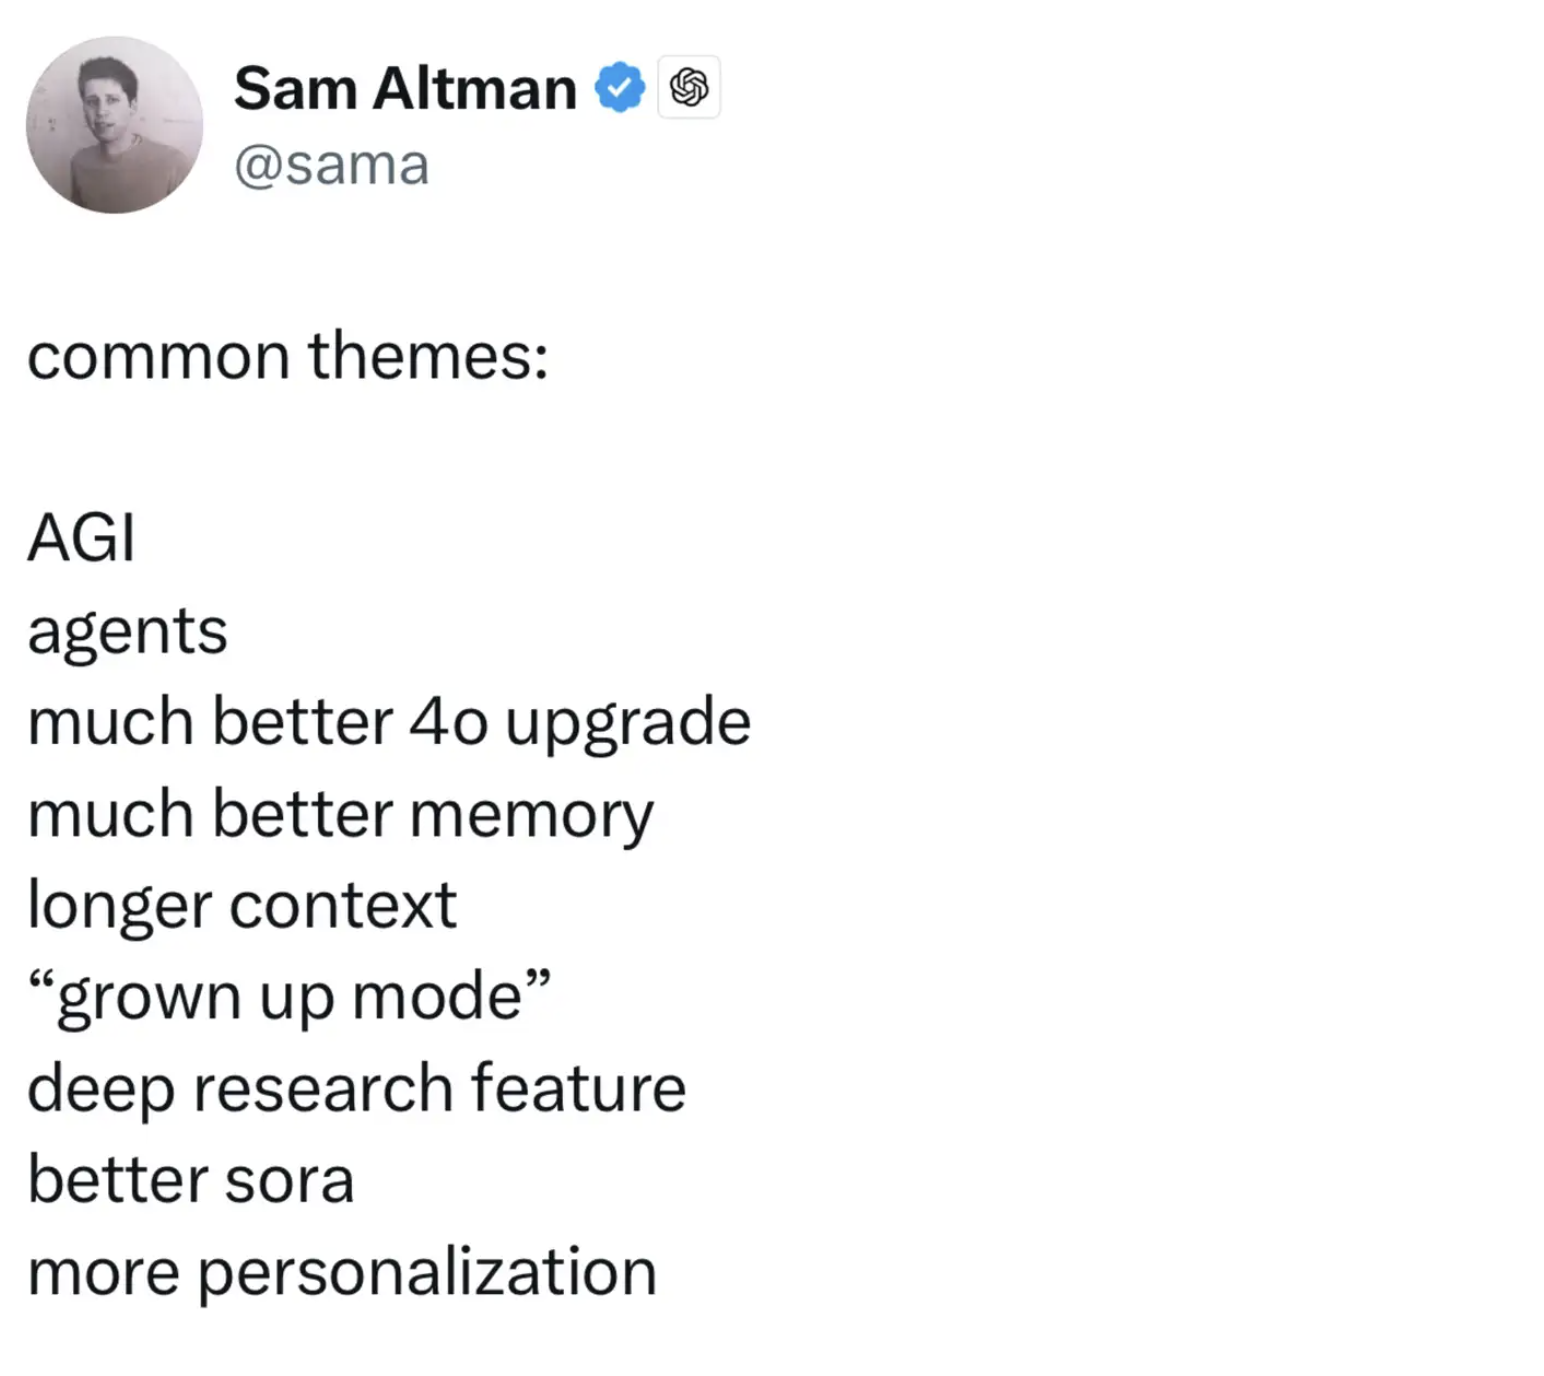 Sam Altman
@sama
common themes:
AGI
agents
much better 4o upgrade
much better memory
longer context
“grown up mode”
deep research feature
better sora
more personalization